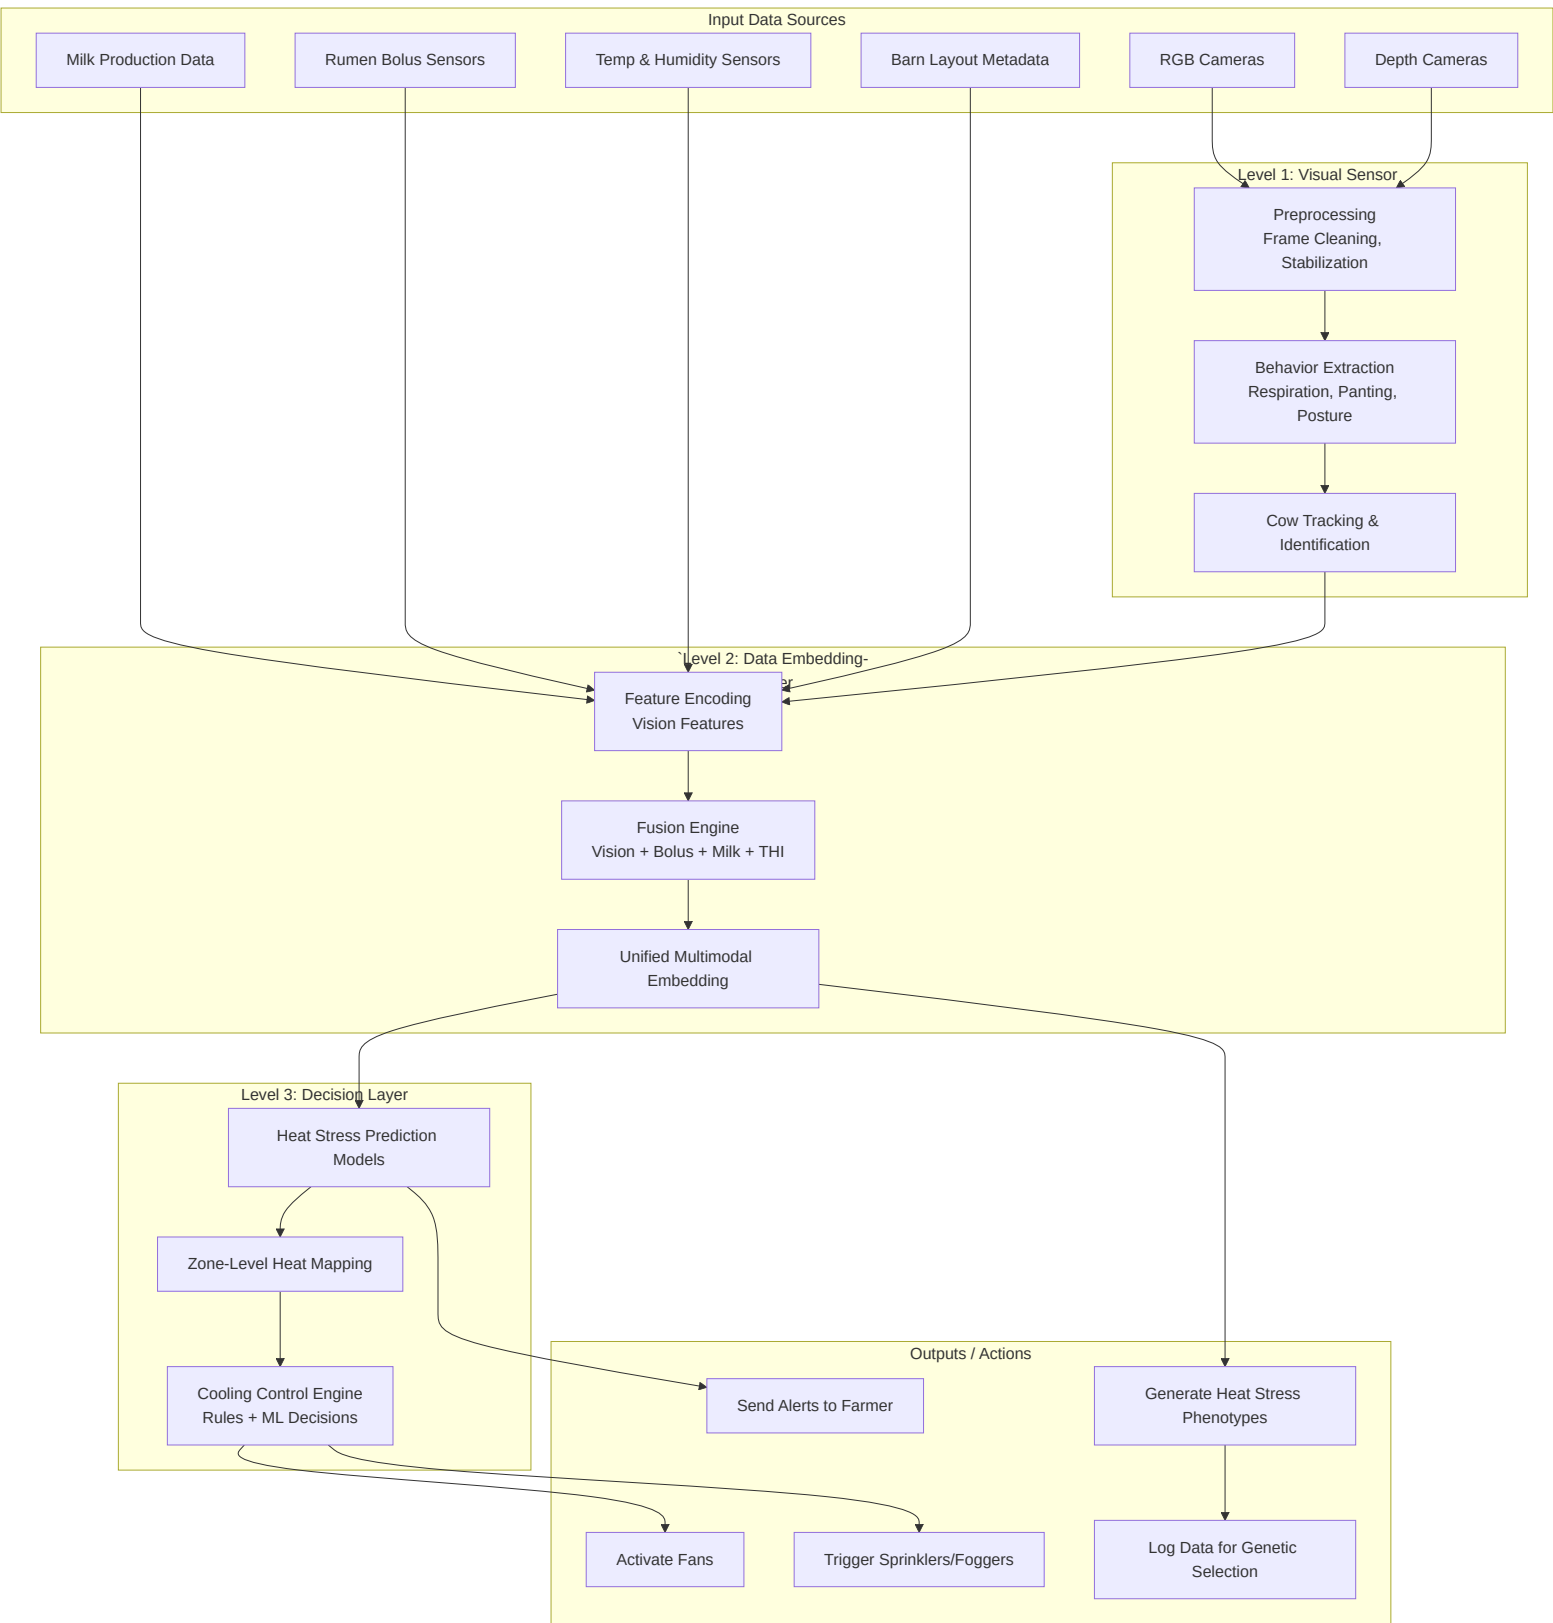 Input Data Sources
Milk Production Data
Rumen Bolus Sensors
Temp & Humidity Sensors
Barn Layout Metadata
RGB Cameras
Depth Cameras
Level 1: Visual Sensor
Preprocessing
Frame Cleaning,
Stabilization
Behavior Extraction
Respiration, Panting,
Posture
Cow Tracking &
Identification
`Level 2: Data Embedding-
Feature Encoding
Vision Features
Fusion Engine
Vision + Bolus + Milk + THI
Unified Multimodal
Embedding
Level 3: Decision Layer
Heat Stress Prediction
Models
Zone-Level Heat Mapping
Cooling Control Engine
Rules + ML Decisions
Outputs / Actions
Send Alerts to Farmer
Generate Heat Stress
Phenotypes
Activate Fans
Trigger Sprinklers/Foggers
Log Data for Genetic
Selection